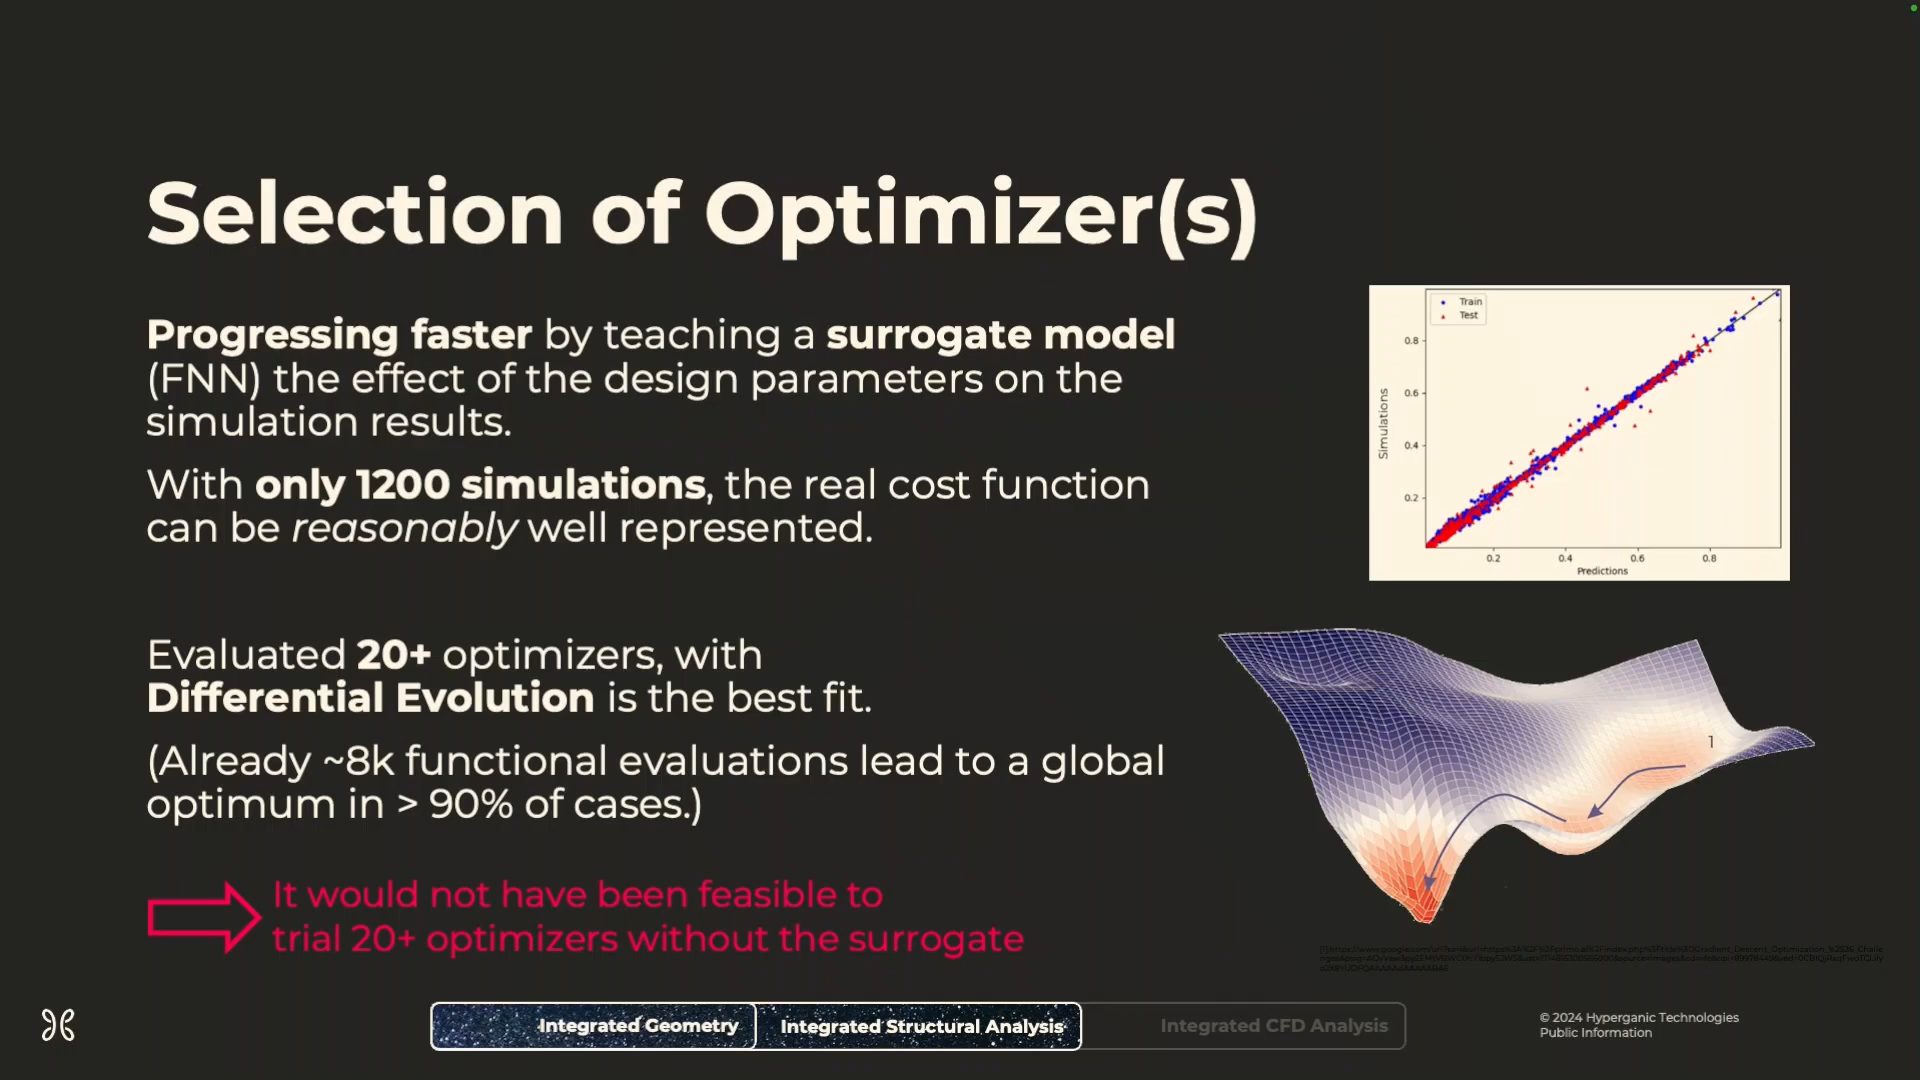 Selection of Optimizer(s)
Progressing faster by teaching a surrogate model
(FNN) the effect of the design parameters on the
simulation results.
With only 1200 simulations, the real cost function
can be reasonably well represented.
Evaluated 20+ optimizers, with
Differential Evolution is the best fit.
(Already ~8k functional evaluations lead to a global
optimum in > 90% of cases.)
It would not have been feasible to
trial 20+ optimizers without the surrogate
Train
Test
0.8
0.6
0.4
0.2
Simulations
0.2 0.4 0.6 0.8
Predictions
1
Integrated Geometry
Integrated Structural Analysis
Integrated CFD Analysis
© 2024 Hyperganic Technologies
Public Information